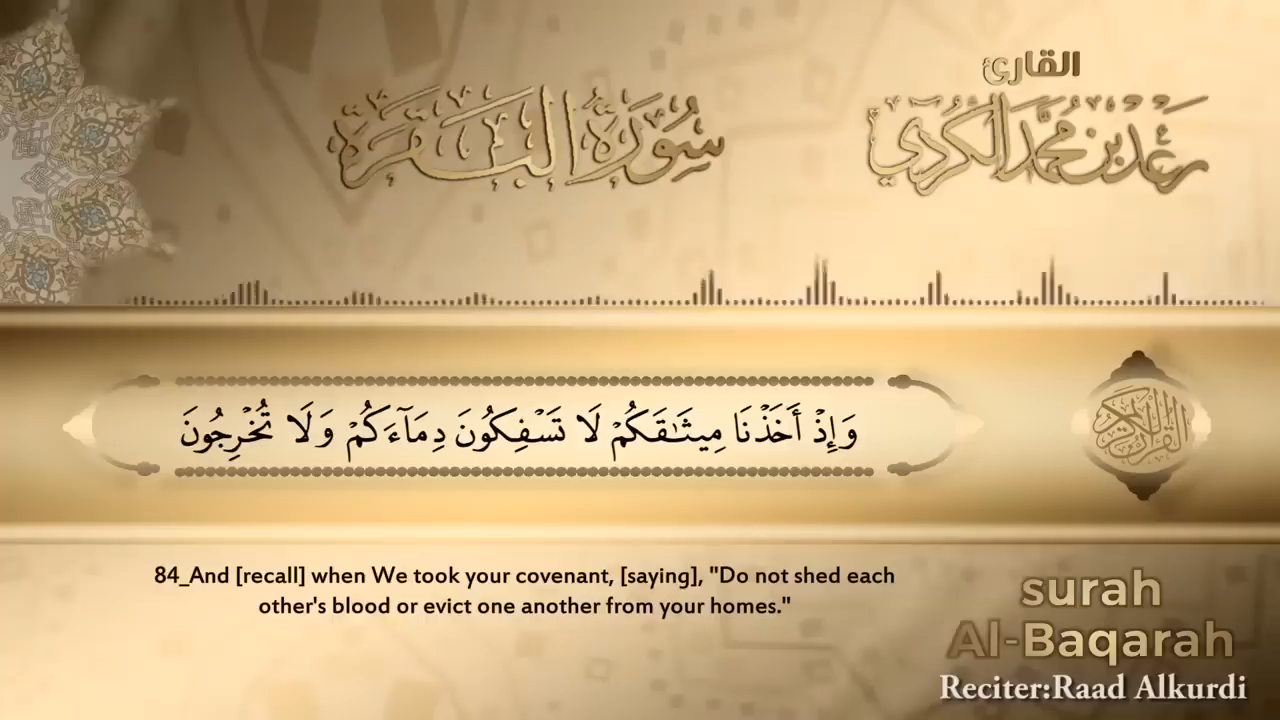 القارئ
سُورَةُ البَقَرَة
رعد بن محمد الكردي
وَإِذْ أَخَذْنَا مِيثَـٰقَكُمْ لَا تَسْفِكُونَ دِمَآءَكُمْ وَلَا تُخْرِجُونَ
القرآن الكريم
84_And [recall] when We took your covenant, [saying], "Do not shed each
other's blood or evict one another from your homes."
surah
Al-Baqarah
Reciter:Raad Alkurdi